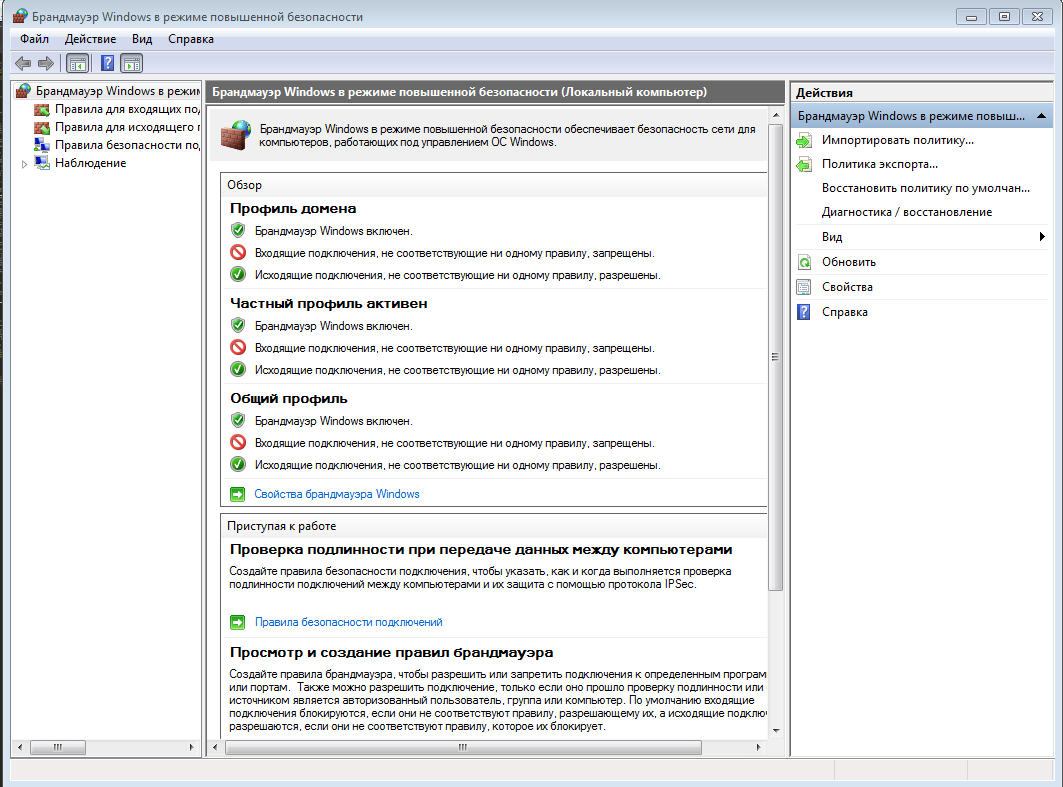 Брандмауэр Windows в режиме повышенной безопасности
Файл Действие Вид Справка
Брандмауэр Windows в режи
Правила для входящих по
Правила для исходящего
Правила безопасности по
Наблюдение
Брандмауэр Windows в режиме повышенной безопасности (Локальный компьютер)
Брандмауэр Windows в режиме повышенной безопасности обеспечивает безопасность сети для
компьютеров, работающих под управлением ОС Windows.
Обзор
Профиль домена
Брандмауэр Windows включен.
Входящие подключения, не соответствующие ни одному правилу, запрещены.
Исходящие подключения, не соответствующие ни одному правилу, разрешены.
Частный профиль активен
Брандмауэр Windows включен.
Входящие подключения, не соответствующие ни одному правилу, запрещены.
Исходящие подключения, не соответствующие ни одному правилу, разрешены.
Общий профиль
Брандмауэр Windows включен.
Входящие подключения, не соответствующие ни одному правилу, запрещены.
Исходящие подключения, не соответствующие ни одному правилу, разрешены.
Свойства брандмауэра Windows
Приступая к работе
Проверка подлинности при передаче данных между компьютерами
Создайте правила безопасности подключения, чтобы указать, как и когда выполняется проверка
подлинности подключений между компьютерами и их защита с помощью протокола IPSec.
Правила безопасности подключений
Просмотр и создание правил брандмауэра
Создайте правила брандмауэра, чтобы разрешить или запретить подключения к определенным програм
или портам. Также можно разрешить подключение, только если оно прошло проверку подлинности или
источником является авторизованный пользователь, группа или компьютер. По умолчанию входящие
подключения блокируются, если они не соответствуют правилу, разрешающему их, а исходящие подклю
разрешаются, если они не соответствуют правилу, которое их блокирует.
Действия
Брандмауэр Windows в режиме повыш...
Импортировать политику...
Политика экспорта...
Восстановить политику по умолчан...
Диагностика / восстановление
Вид
Обновить
Свойства
Справка